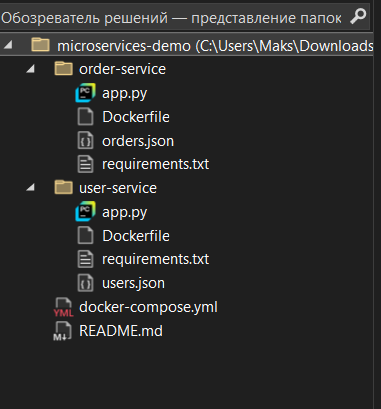 Обозреватель решений — представление папок
microservices-demo (C:\Users\Maks\Downloads
order-service
app.py
Dockerfile
orders.json
requirements.txt
user-service
app.py
Dockerfile
requirements.txt
users.json
docker-compose.yml
README.md